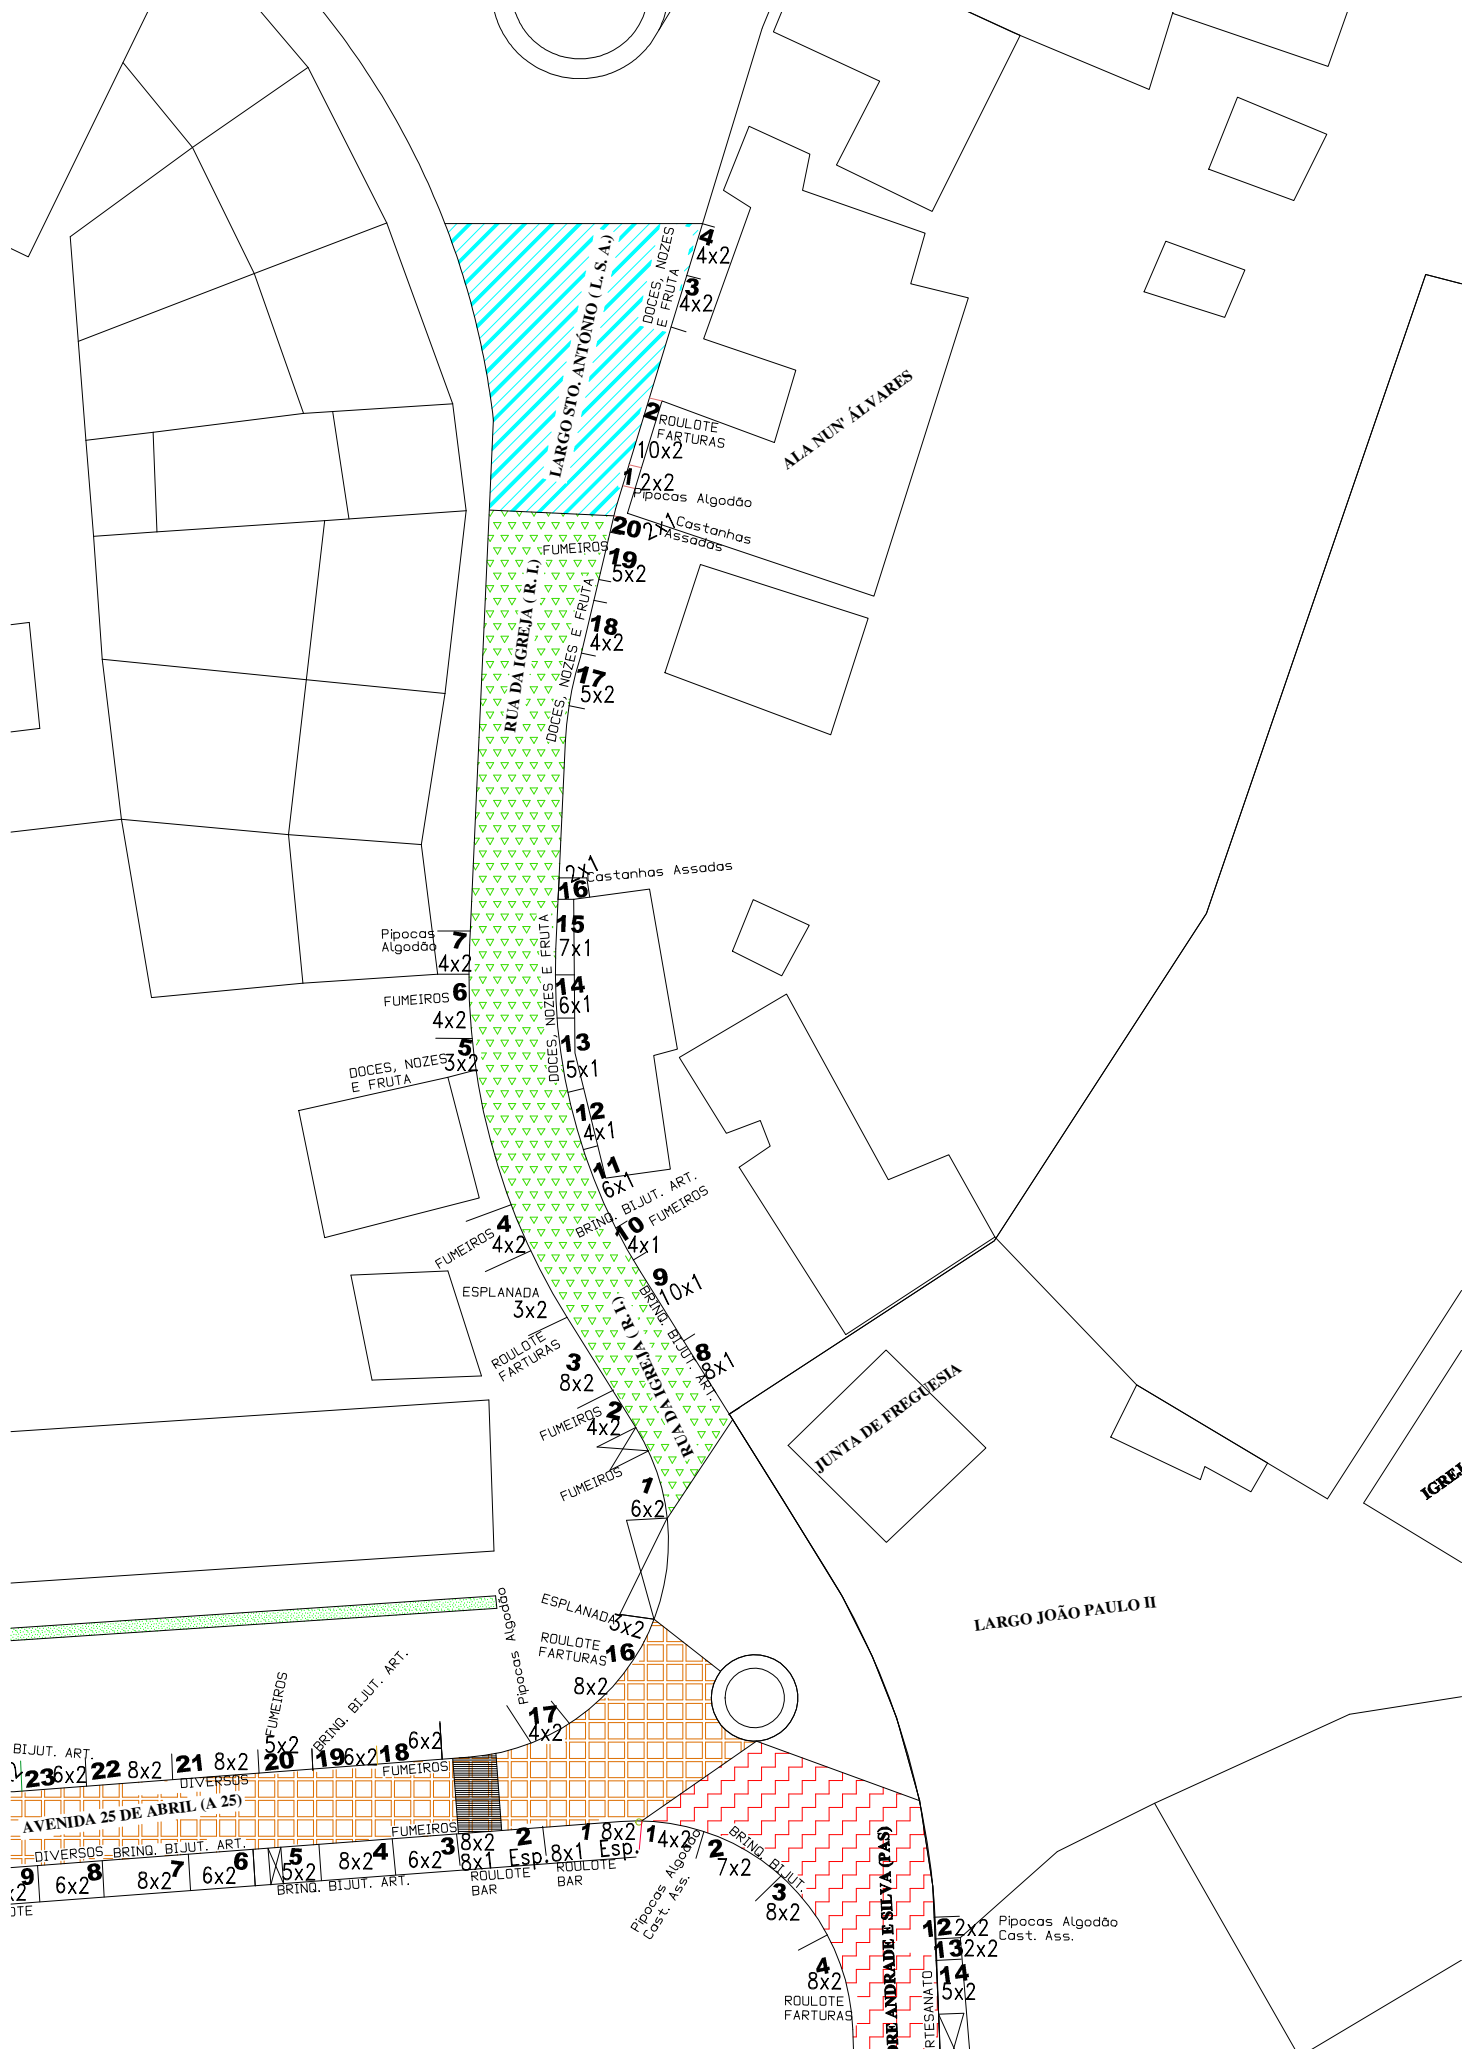 DOCES, NOZES
E FRUTA
4
4x2
3
4x2
LARGO STO. ANTÓNIO ( L. S. A.)
2
ROULOTE
FARTURAS
10x2
1
2x2
Pipocas Algodão
ALA NUN' ÁLVARES
20
2x1
Castanhas
Assadas
FUMEIROS
19
5x2
RUA DA IGREJA ( R. I.)
DOCES, NOZES E FRUTA
18
4x2
17
5x2
2x1
Castanhas Assadas
16
15
7x1
DOCES, NOZES E FRUTA
14
6x1
13
5x1
12
4x1
11
6x1
Pipocas
Algodão
7
4x2
FUMEIROS
6
4x2
5
3x2
DOCES, NOZES
E FRUTA
BRINQ. BIJUT. ART.
FUMEIROS
10
4x1
9
10x1
BRINQ. BIJUT. ART.
8
8x1
FUMEIROS
4
4x2
ESPLANADA
3x2
ROULOTE
FARTURAS
3
8x2
RUA DA IGREJA ( R. I.)
FUMEIROS
2
4x2
FUMEIROS
1
6x2
JUNTA DE FREGUESIA
LARGO JOÃO PAULO II
ESPLANADA
3x2
ROULOTE
FARTURAS
16
8x2
Pipocas Algodão
17
4x2
BRINQ. BIJUT. ART.
FUMEIROS
5x2
BIJUT. ART.
23
6x2
22
8x2
21
8x2
20
19
6x2
18
6x2
DIVERSOS
FUMEIROS
AVENIDA 25 DE ABRIL (A 25)
DIVERSOS
BRINQ. BIJUT. ART.
FUMEIROS
9
6x2
8
8x2
7
6x2
6
5
5x2
8x2
4
6x2
3
8x2
8x1
2
Esp.
1
8x2
8x1
Esp.
BRINQ. BIJUT. ART.
ROULOTE
BAR
ROULOTE
BAR
1
4x2
Pipocas Algodão
Cast. Ass.
2
7x2
BRINQ. BIJUT.
3
8x2
4
8x2
ROULOTE
FARTURAS
DRE ANDRADE E SILVA (PAS)
12
2x2
Pipocas Algodão
Cast. Ass.
13
2x2
14
5x2